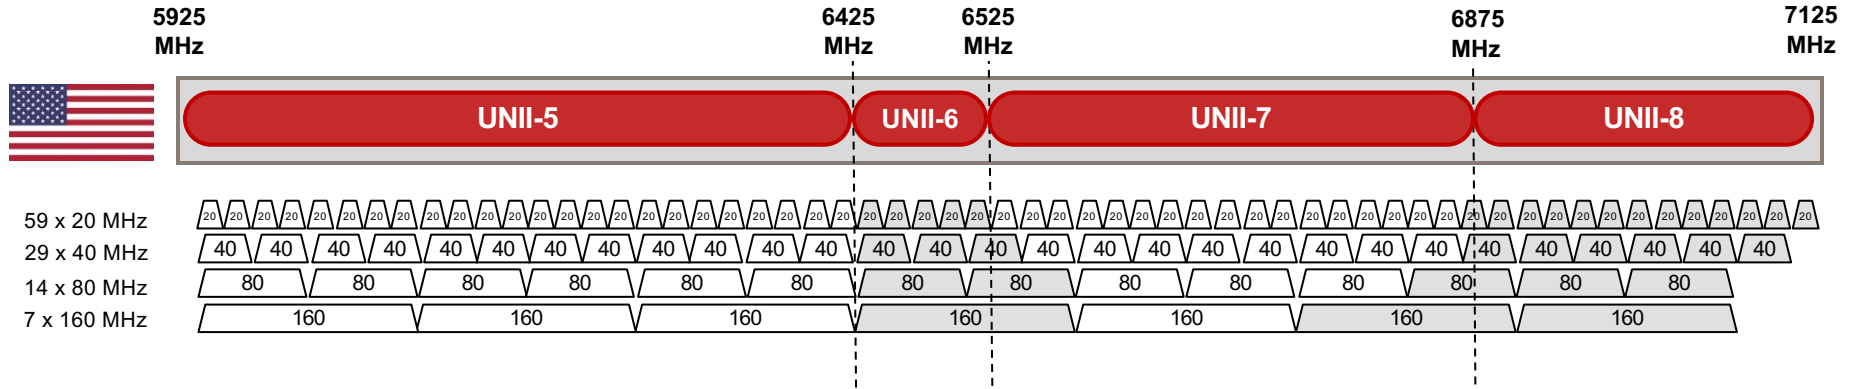 5925 MHz
6425 MHz
6525 MHz
6875 MHz
7125 MHz
UNII-5 UNII-6 UNII-7 UNII-8
59 x 20 MHz 20 20 20 20 20 20 20 20 20 20 20 20 20 20 20 20 20 20 20 20 20 20 20 20 20 20 20 20 20 20 20 20 20 20 20 20 20 20 20 20 20 20 20 20 20 20 20 20 20 20 20 20 20 20 20 20 20 20 20
29 x 40 MHz 40 40 40 40 40 40 40 40 40 40 40 40 40 40 40 40 40 40 40 40 40 40 40 40 40 40 40 40 40
14 x 80 MHz 80 80 80 80 80 80 80 80 80 80 80 80 80 80
7 x 160 MHz 160 160 160 160 160 160 160